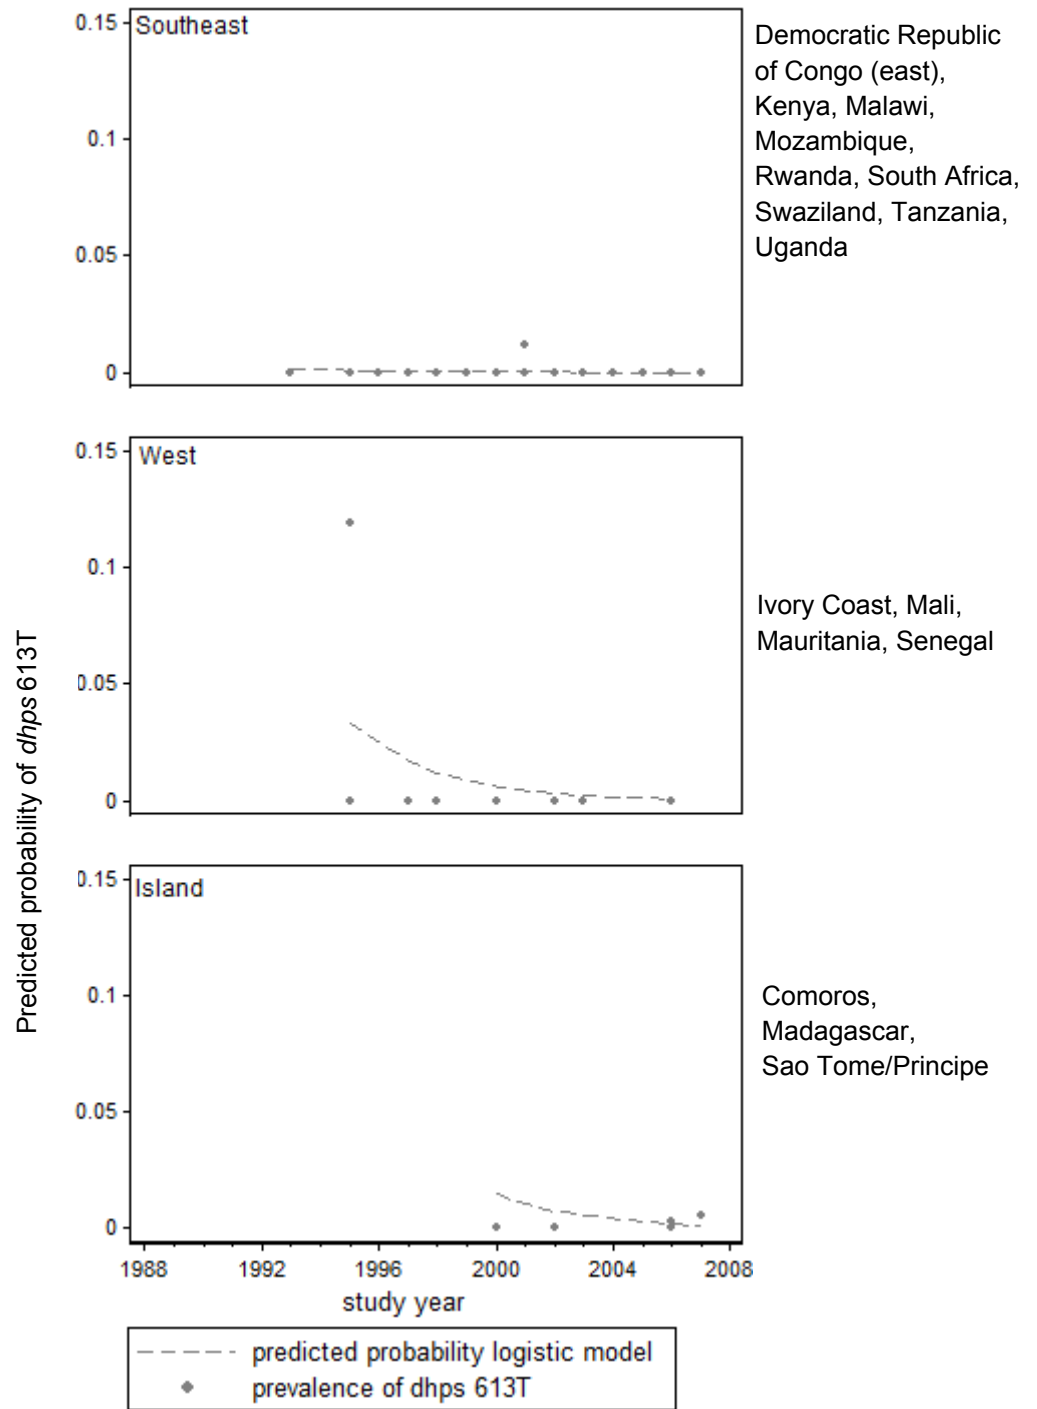 0.15
Southeast
0.1
0.05
0
Democratic Republic
of Congo (east),
Kenya, Malawi,
Mozambique,
Rwanda, South Africa,
Swaziland, Tanzania,
Uganda
Predicted probability of dhps 613T
0.15
West
0.1
0.05
0
Ivory Coast, Mali,
Mauritania, Senegal
0.15
Island
0.1
0.05
0
Comoros,
Madagascar,
Sao Tome/Principe
1988 1992 1996 2000 2004 2008
study year
predicted probability logistic model
prevalence of dhps 613T